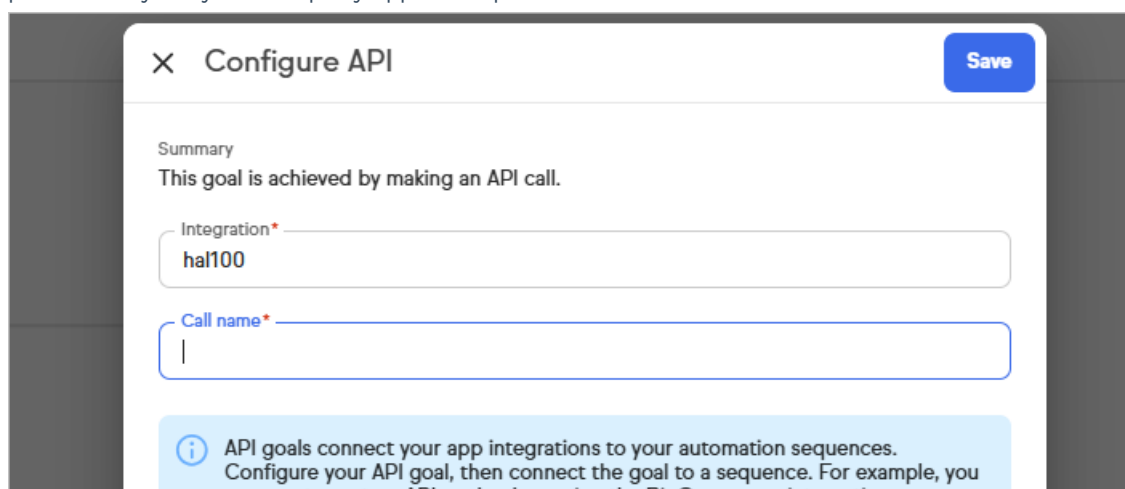 Configure API
Save
Summary
This goal is achieved by making an API call.
Integration*
hal100
Call name*
API goals connect your app integrations to your automation sequences.
Configure your API goal, then connect the goal to a sequence. For example, you